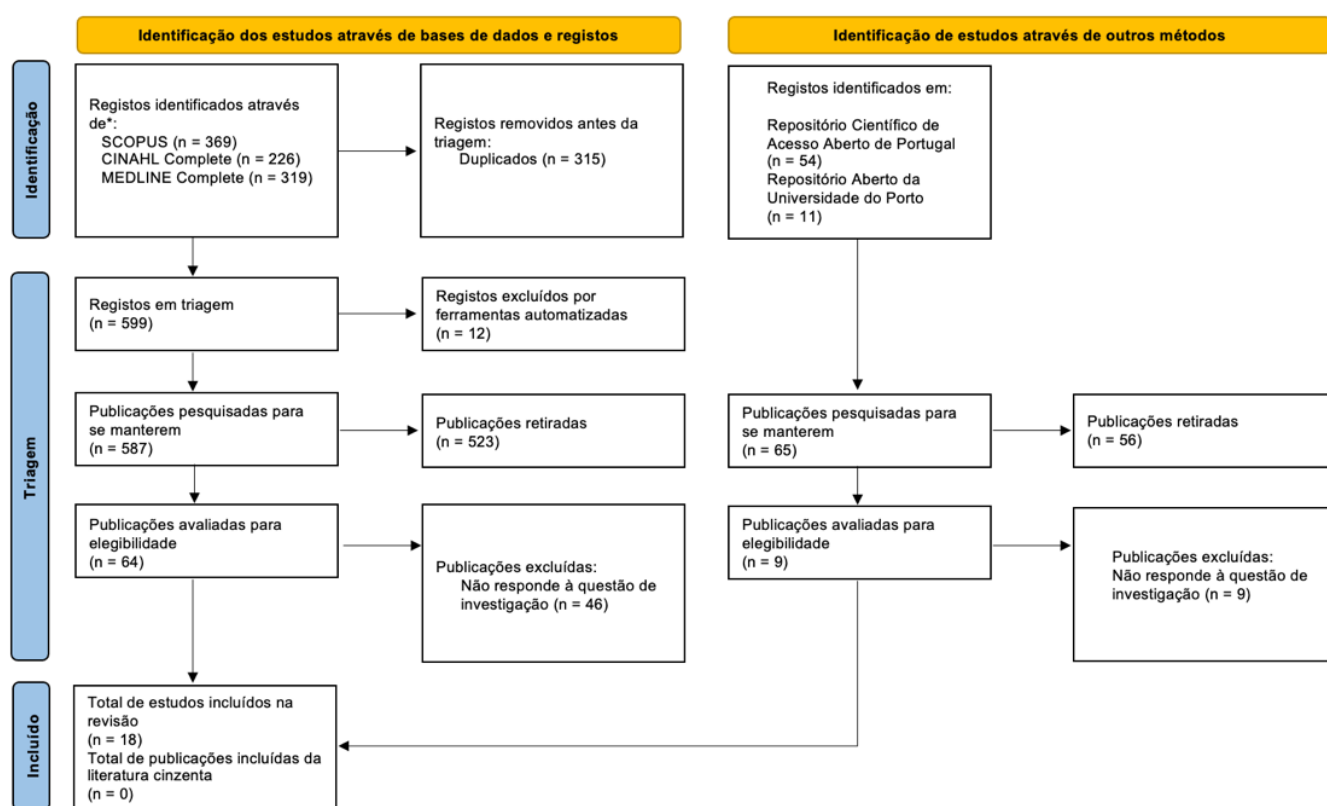 Identificação dos estudos através de bases de dados e registos
Identificação de estudos através de outros métodos
Identificação
Registos identificados através
de*:
SCOPUS (n = 369)
CINAHL Complete (n = 226)
MEDLINE Complete (n = 319)
Registos removidos antes da
triagem:
Duplicados (n = 315)
Registos identificados em:
Repositório Científico de
Acesso Aberto de Portugal
(n = 54)
Repositório Aberto da
Universidade do Porto
(n = 11)
Triagem
Registos em triagem
(n = 599)
Registos excluídos por
ferramentas automatizadas
(n = 12)
Publicações pesquisadas para
se manterem
(n = 587)
Publicações retiradas
(n = 523)
Publicações pesquisadas para
se manterem
(n = 65)
Publicações retiradas
(n = 56)
Publicações avaliadas para
elegibilidade
(n = 64)
Publicações excluídas:
Não responde à questão de
investigação (n = 46)
Publicações avaliadas para
elegibilidade
(n = 9)
Publicações excluídas:
Não responde à questão de
investigação (n = 9)
Incluído
Total de estudos incluídos na
revisão
(n = 18)
Total de publicações incluídas da
literatura cinzenta
(n = 0)